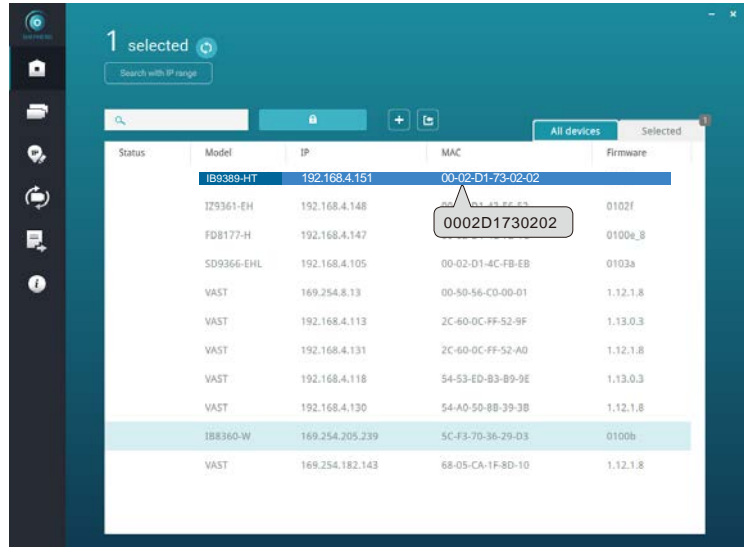 SHEPHERD
1 selected
Search with IP range
All devices
Selected
1
Status Model IP MAC Firmware
IB9389-HT 192.168.4.151 00-02-D1-73-02-02
IZ9361-EH 192.168.4.148 0102f
0002D1730202
FD8177-H 192.168.4.147 0100e_8
SD9366-EHL 192.168.4.105 00-02-D1-4C-FB-EB 0103a
VAST 169.254.8.13 00-50-56-C0-00-01 1.12.1.8
VAST 192.168.4.113 2C-60-0C-FF-52-9F 1.13.0.3
VAST 192.168.4.131 2C-60-0C-FF-52-A0 1.12.1.8
VAST 192.168.4.118 54-53-ED-B3-B9-9E 1.13.0.3
VAST 192.168.4.130 54-A0-50-8B-39-3B 1.12.1.8
IB8360-W 169.254.205.239 5C-F3-70-36-29-D3 0100b
VAST 169.254.182.143 68-05-CA-1F-8D-10 1.12.1.8